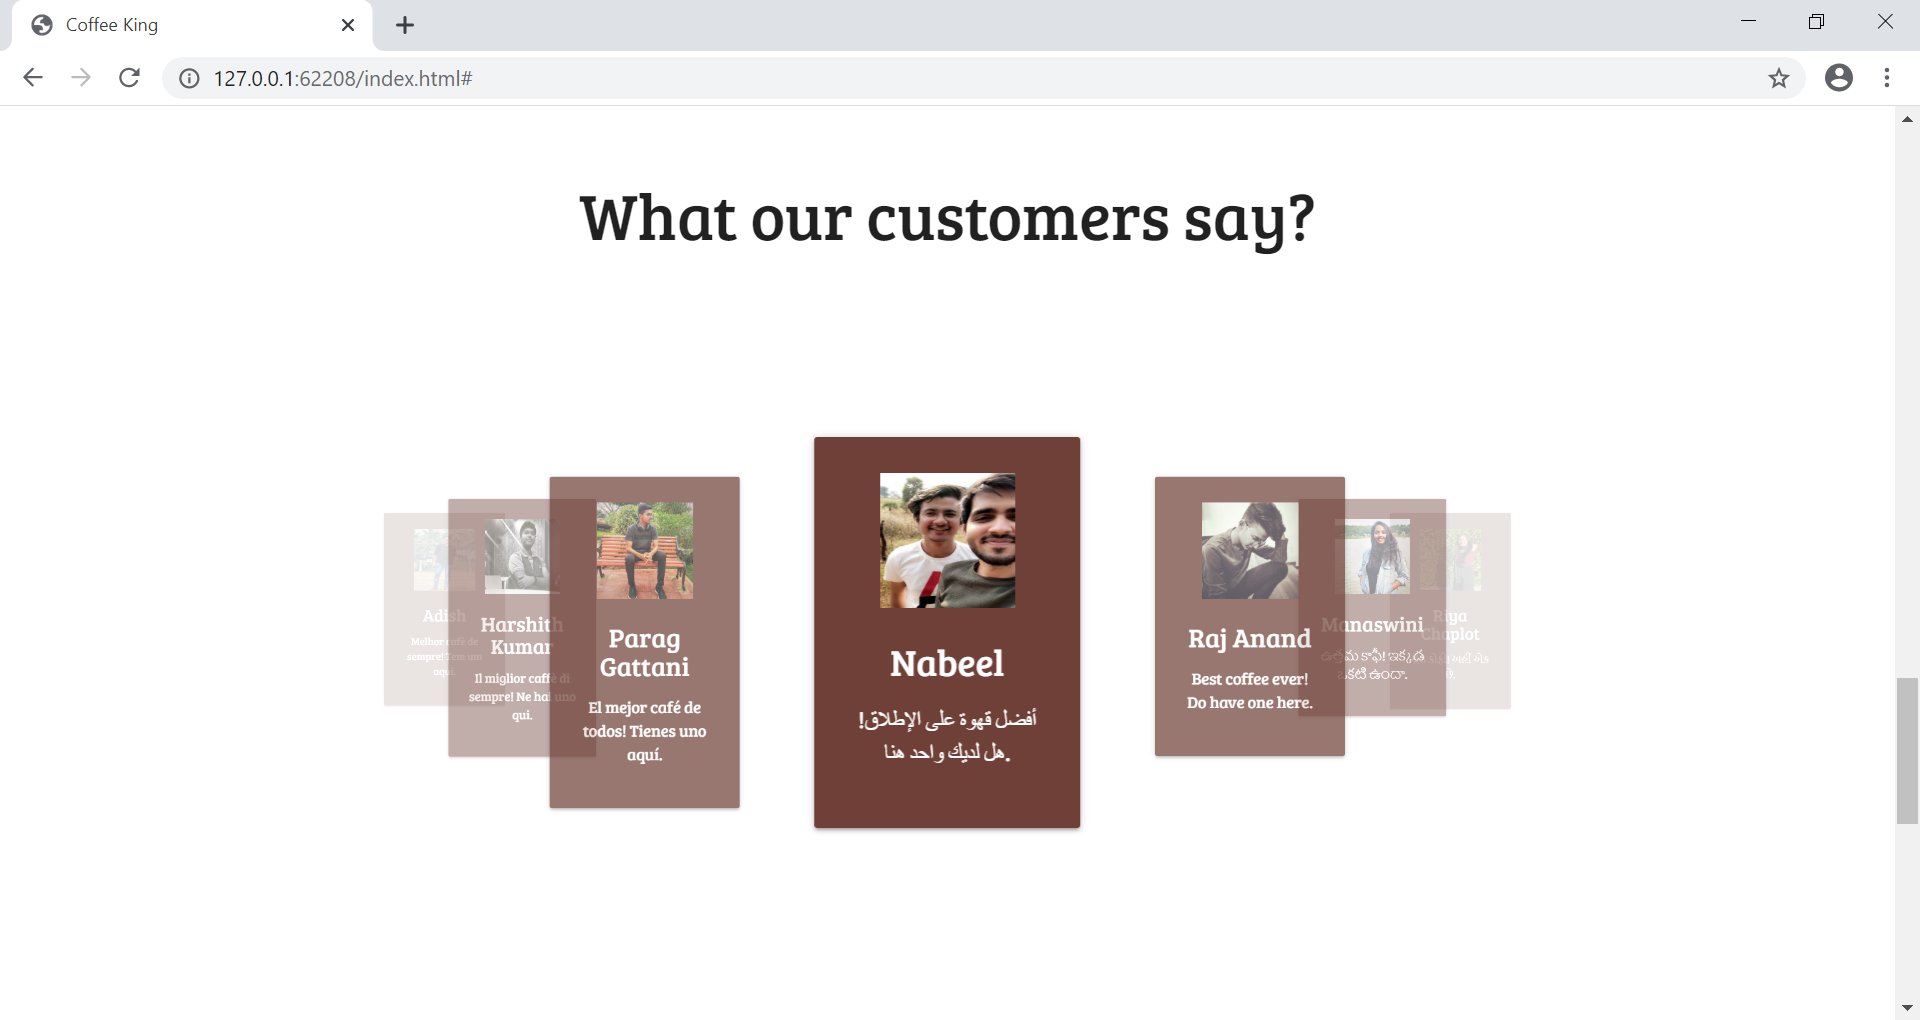 Coffee King
127.0.0.1:62208/index.html#
What our customers say?
Adish
Melhor café de
sempre! Tem um
aqui.
Harshith
Kumar
Il miglior caffè di
sempre! Ne hai uno
qui.
Parag
Gattani
El mejor café de
todos! Tienes uno
aquí.
Nabeel
أفضل قهوة على الإطلاق!
هل لديك واحد هنا.
Raj Anand
Best coffee ever!
Do have one here.
Manaswini
ఉత్తమ కాఫీ! ఇక్కడ
ఒకటి ఉందా.
Riya
Chaplot